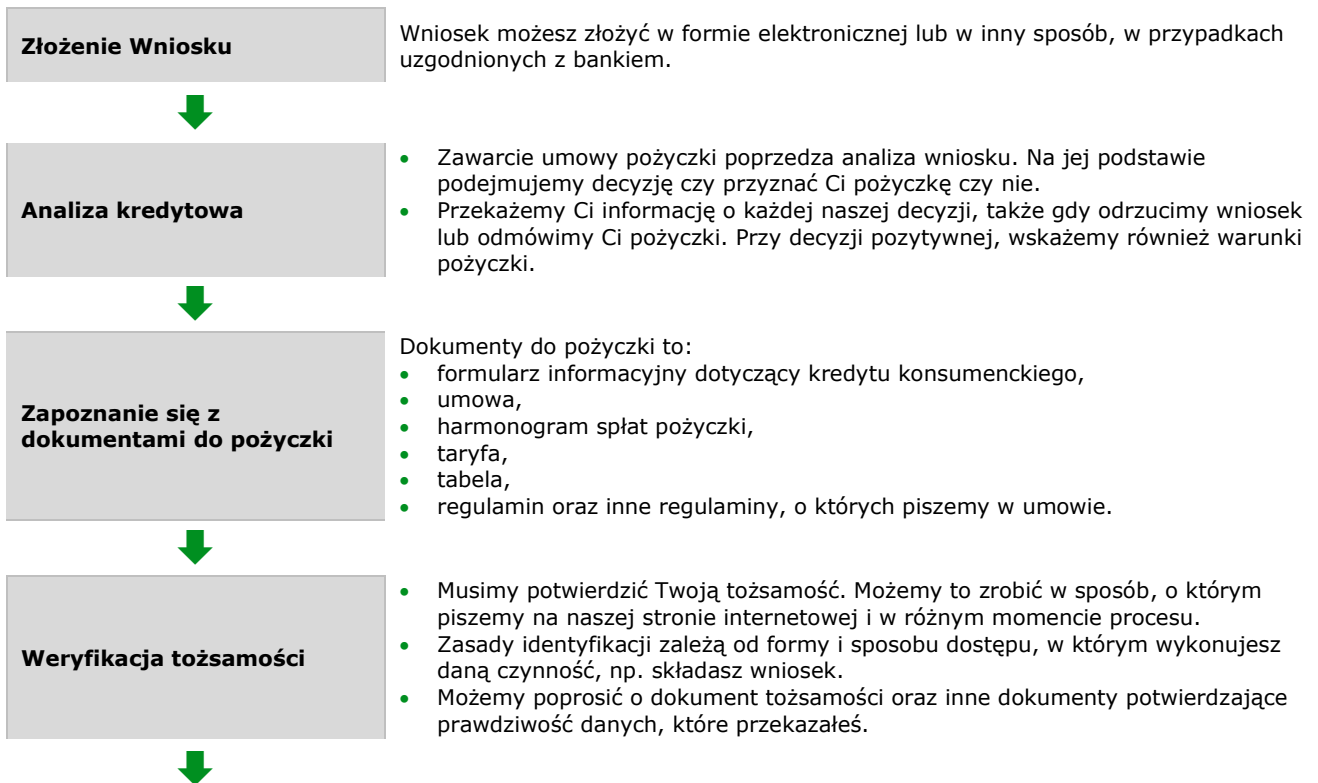 Złożenie Wniosku
Wniosek możesz złożyć w formie elektronicznej lub w inny sposób, w przypadkach
uzgodnionych z bankiem.
Analiza kredytowa
• Zawarcie umowy pożyczki poprzedza analiza wniosku. Na jej podstawie
podejmujemy decyzję czy przyznać Ci pożyczkę czy nie.
• Przekażemy Ci informację o każdej naszej decyzji, także gdy odrzucimy wniosek
lub odmówimy Ci pożyczki. Przy decyzji pozytywnej, wskażemy również warunki
pożyczki.
Zapoznanie się z
dokumentami do pożyczki
Dokumenty do pożyczki to:
• formularz informacyjny dotyczący kredytu konsumenckiego,
• umowa,
• harmonogram spłat pożyczki,
• taryfa,
• tabela,
• regulamin oraz inne regulaminy, o których piszemy w umowie.
Weryfikacja tożsamości
• Musimy potwierdzić Twoją tożsamość. Możemy to zrobić w sposób, o którym
piszemy na naszej stronie internetowej i w różnym momencie procesu.
• Zasady identyfikacji zależą od formy i sposobu dostępu, w którym wykonujesz
daną czynność, np. składasz wniosek.
• Możemy poprosić o dokument tożsamości oraz inne dokumenty potwierdzające
prawdziwość danych, które przekazałeś.